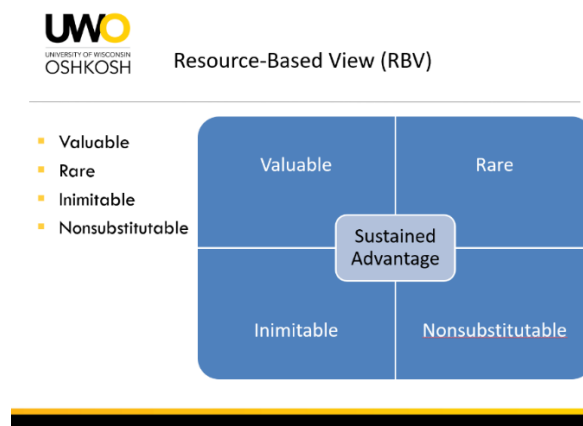 UWO
UNIVERSITY OF WISCONSIN
OSHKOSH
Resource-Based View (RBV)
Valuable
Rare
Inimitable
Nonsubstitutable
Valuable
Rare
Sustained
Advantage
Inimitable
Nonsubstitutable